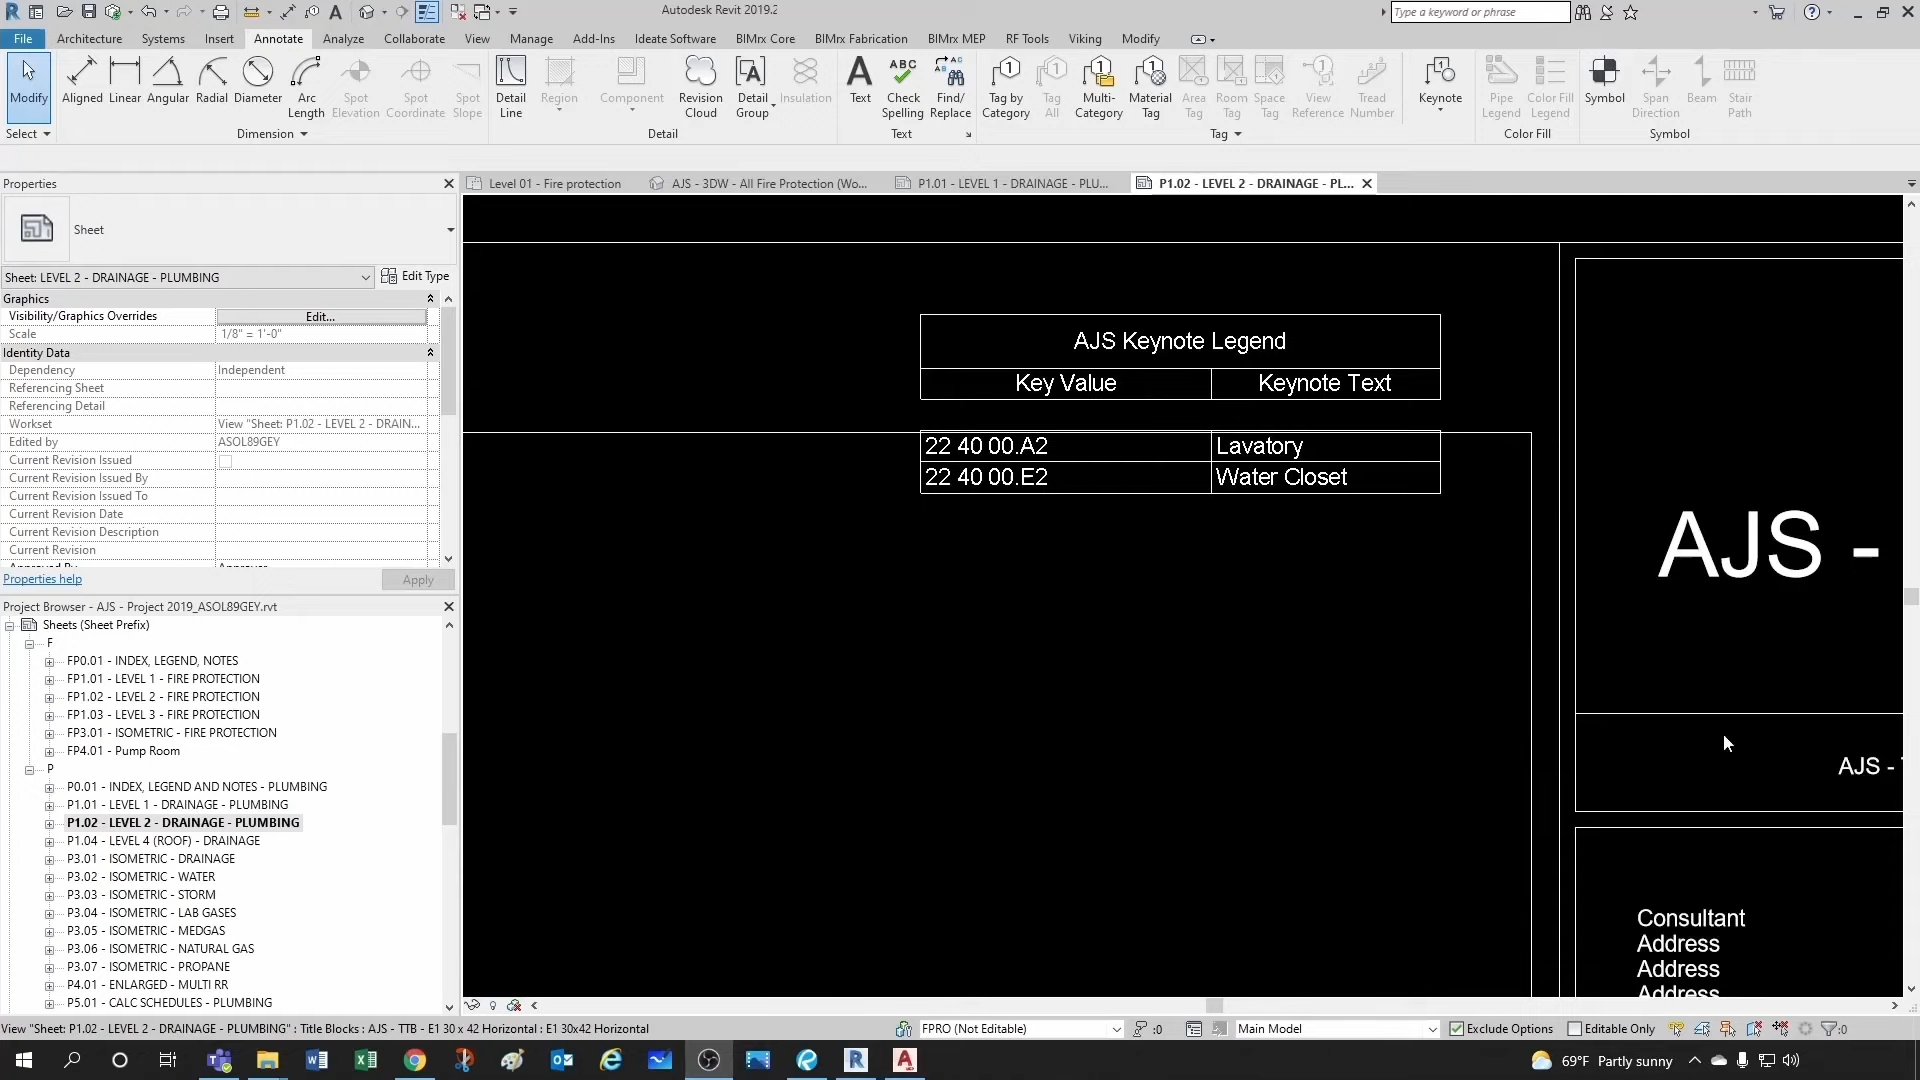 Autodesk Revit 2019.2
Type a keyword or phrase
File Architecture Systems Insert Annotate Analyze Collaborate View Manage Add-Ins Ideate Software BIMrx Core BIMrx Fabrication BIMrx MEP RF Tools Viking Modify
Modify
Aligned Linear Angular Radial Diameter Arc Length Spot Elevation Spot Coordinate Spot Slope
Detail Line Region Component Revision Cloud Detail Group Insulation
Text Check Spelling Find/ Replace
Tag by Category Tag All Multi-Category Material Tag Area Tag Room Tag Space Tag View Reference Tread Number
Keynote
Pipe Legend Color Fill Legend
Symbol Span Direction Beam Stair Path
Select Dimension Detail Text Tag Color Fill Symbol
Properties
Level 01 - Fire protection
AJS - 3DW - All Fire Protection (Wo...
P1.01 - LEVEL 1 - DRAINAGE - PLU...
P1.02 - LEVEL 2 - DRAINAGE - PL...
Sheet
Sheet: LEVEL 2 - DRAINAGE - PLUMBING
Edit Type
Graphics
Visibility/Graphics Overrides Edit...
Scale 1/8" = 1'-0"
Identity Data
Dependency Independent
Referencing Sheet
Referencing Detail
Workset View "Sheet: P1.02 - LEVEL 2 - DRAIN...
Edited by ASOL89GEY
Current Revision Issued
Current Revision Issued By
Current Revision Issued To
Current Revision Date
Current Revision Description
Current Revision
Approved By Approver
Properties help
Apply
Project Browser - AJS - Project 2019_ASOL89GEY.rvt
Sheets (Sheet Prefix)
F
FP0.01 - INDEX, LEGEND, NOTES
FP1.01 - LEVEL 1 - FIRE PROTECTION
FP1.02 - LEVEL 2 - FIRE PROTECTION
FP1.03 - LEVEL 3 - FIRE PROTECTION
FP3.01 - ISOMETRIC - FIRE PROTECTION
FP4.01 - Pump Room
P
P0.01 - INDEX, LEGEND AND NOTES - PLUMBING
P1.01 - LEVEL 1 - DRAINAGE - PLUMBING
P1.02 - LEVEL 2 - DRAINAGE - PLUMBING
P1.04 - LEVEL 4 (ROOF) - DRAINAGE
P3.01 - ISOMETRIC - DRAINAGE
P3.02 - ISOMETRIC - WATER
P3.03 - ISOMETRIC - STORM
P3.04 - ISOMETRIC - LAB GASES
P3.05 - ISOMETRIC - MEDGAS
P3.06 - ISOMETRIC - NATURAL GAS
P3.07 - ISOMETRIC - PROPANE
P4.01 - ENLARGED - MULTI RR
P5.01 - CALC SCHEDULES - PLUMBING
AJS Keynote Legend
Key Value Keynote Text
22 40 00.A2 Lavatory
22 40 00.E2 Water Closet
AJS -
AJS -
Consultant
Address
Address
Address
View "Sheet: P1.02 - LEVEL 2 - DRAINAGE - PLUMBING" : Title Blocks : AJS - TTB - E1 30 x 42 Horizontal : E1 30x42 Horizontal
FPRO (Not Editable)
:0
Main Model
Exclude Options
Editable Only
:0
69°F Partly sunny